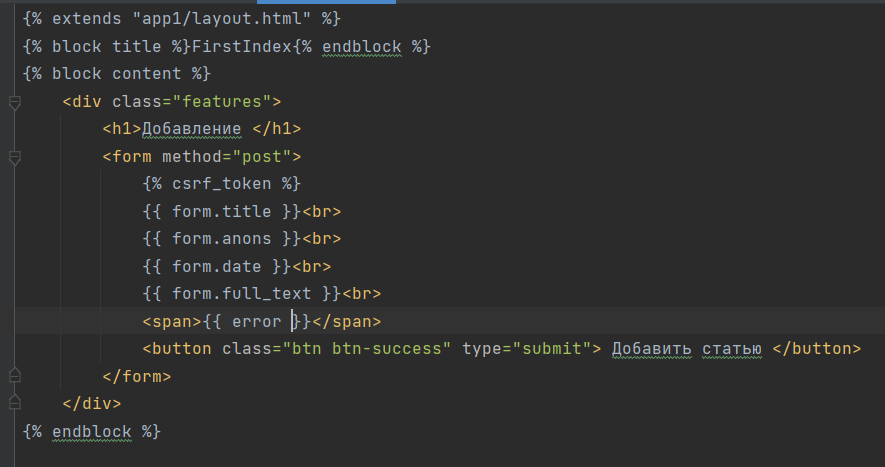 {% extends "app1/layout.html" %}
{% block title %}FirstIndex{% endblock %}
{% block content %}
    <div class="features">
        <h1>Добавление </h1>
        <form method="post">
            {% csrf_token %}
            {{ form.title }}<br>
            {{ form.anons }}<br>
            {{ form.date }}<br>
            {{ form.full_text }}<br>
            <span>{{ error }}</span>
            <button class="btn btn-success" type="submit"> Добавить статью </button>
        </form>
    </div>
{% endblock %}